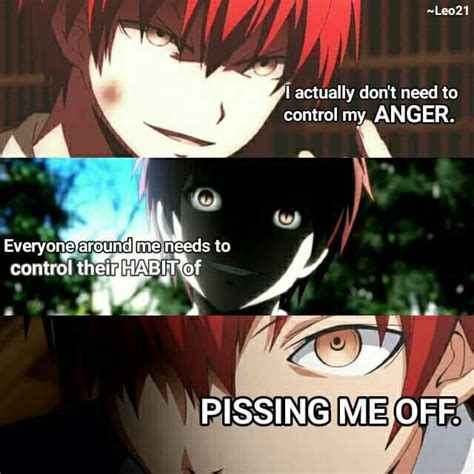 ~Leo21
I actually don't need to
control my ANGER.
Everyone around me needs to
control their HABIT of
PISSING ME OFF.